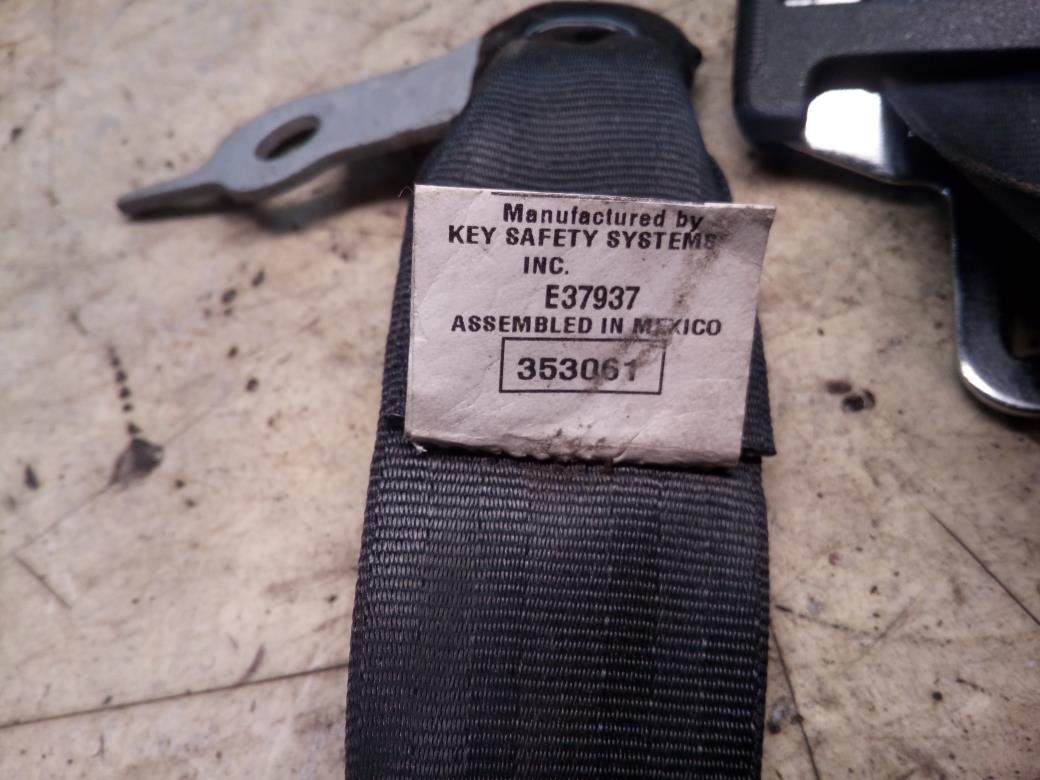 Manufactured by
KEY SAFETY SYSTEMS
INC.
E37937
ASSEMBLED IN MEXICO
353061